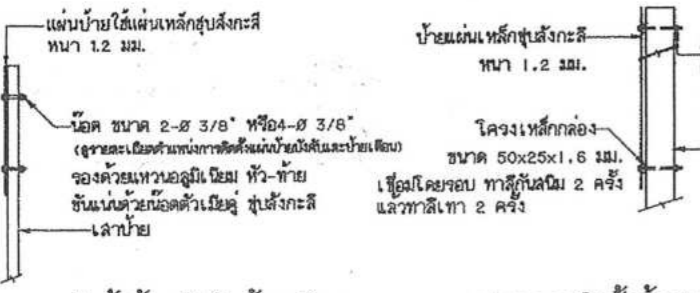 แผ่นป้ายใช้แผ่นเหล็กชุบสังกะสี
หนา 1.2 มม.
น๊อต ขนาด 2-Ø 3/8" หรือ4-Ø 3/8"
(ดูรายละเอียดตำแหน่งการติดตั้งแผ่นป้ายบังคับและป้ายเตือน)
รองด้วยแหวนอลูมิเนียม หัว-ท้าย
ขันแน่นด้วยน๊อตตัวเมียคู่ ชุบสังกะสี
เสาป้าย
ป้ายแผ่นเหล็กชุบสังกะสี
หนา 1.2 มม.
โครงเหล็กกล่อง
ขนาด 50x25x1.6 มม.
เชื่อมโดยรอบ ทาสีกันสนิม 2 ครั้ง
แล้วทาสีเทา 2 ครั้ง